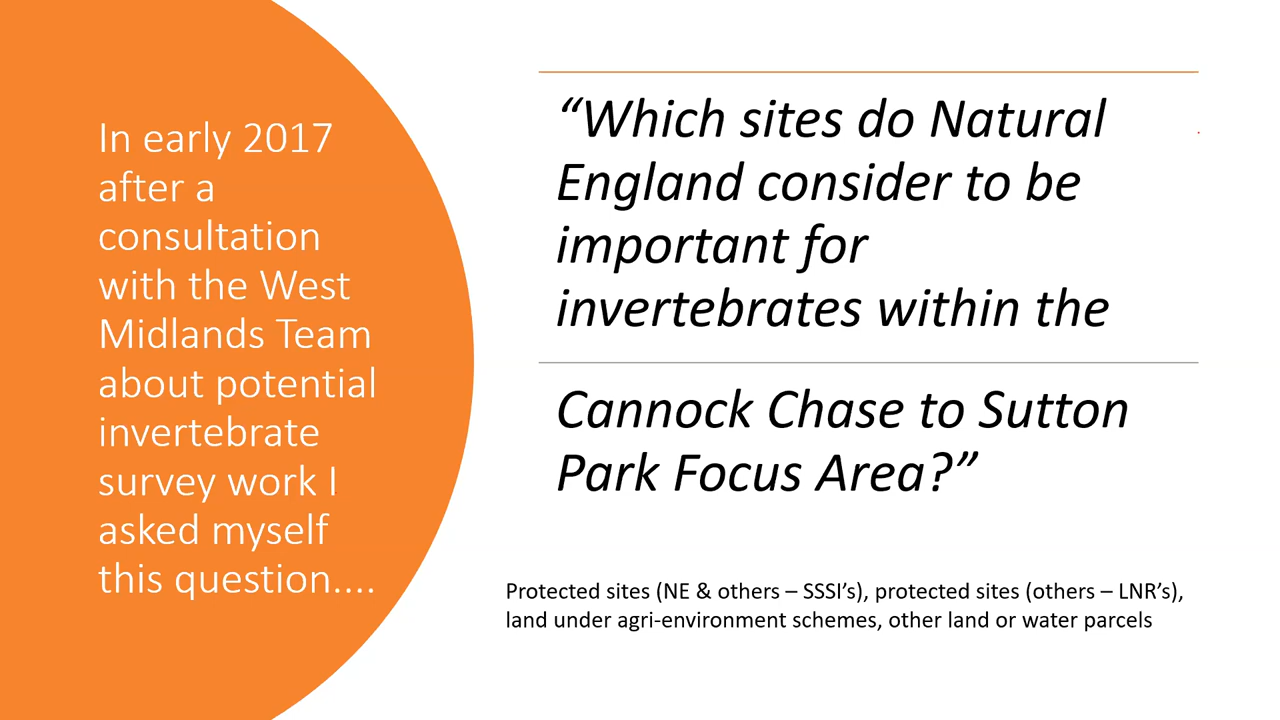 In early 2017
after a
consultation
with the West
Midlands Team
about potential
invertebrate
survey work I
asked myself
this question....
“Which sites do Natural
England consider to be
important for
invertebrates within the
Cannock Chase to Sutton
Park Focus Area?”
Protected sites (NE & others – SSSI’s), protected sites (others – LNR’s),
land under agri-environment schemes, other land or water parcels